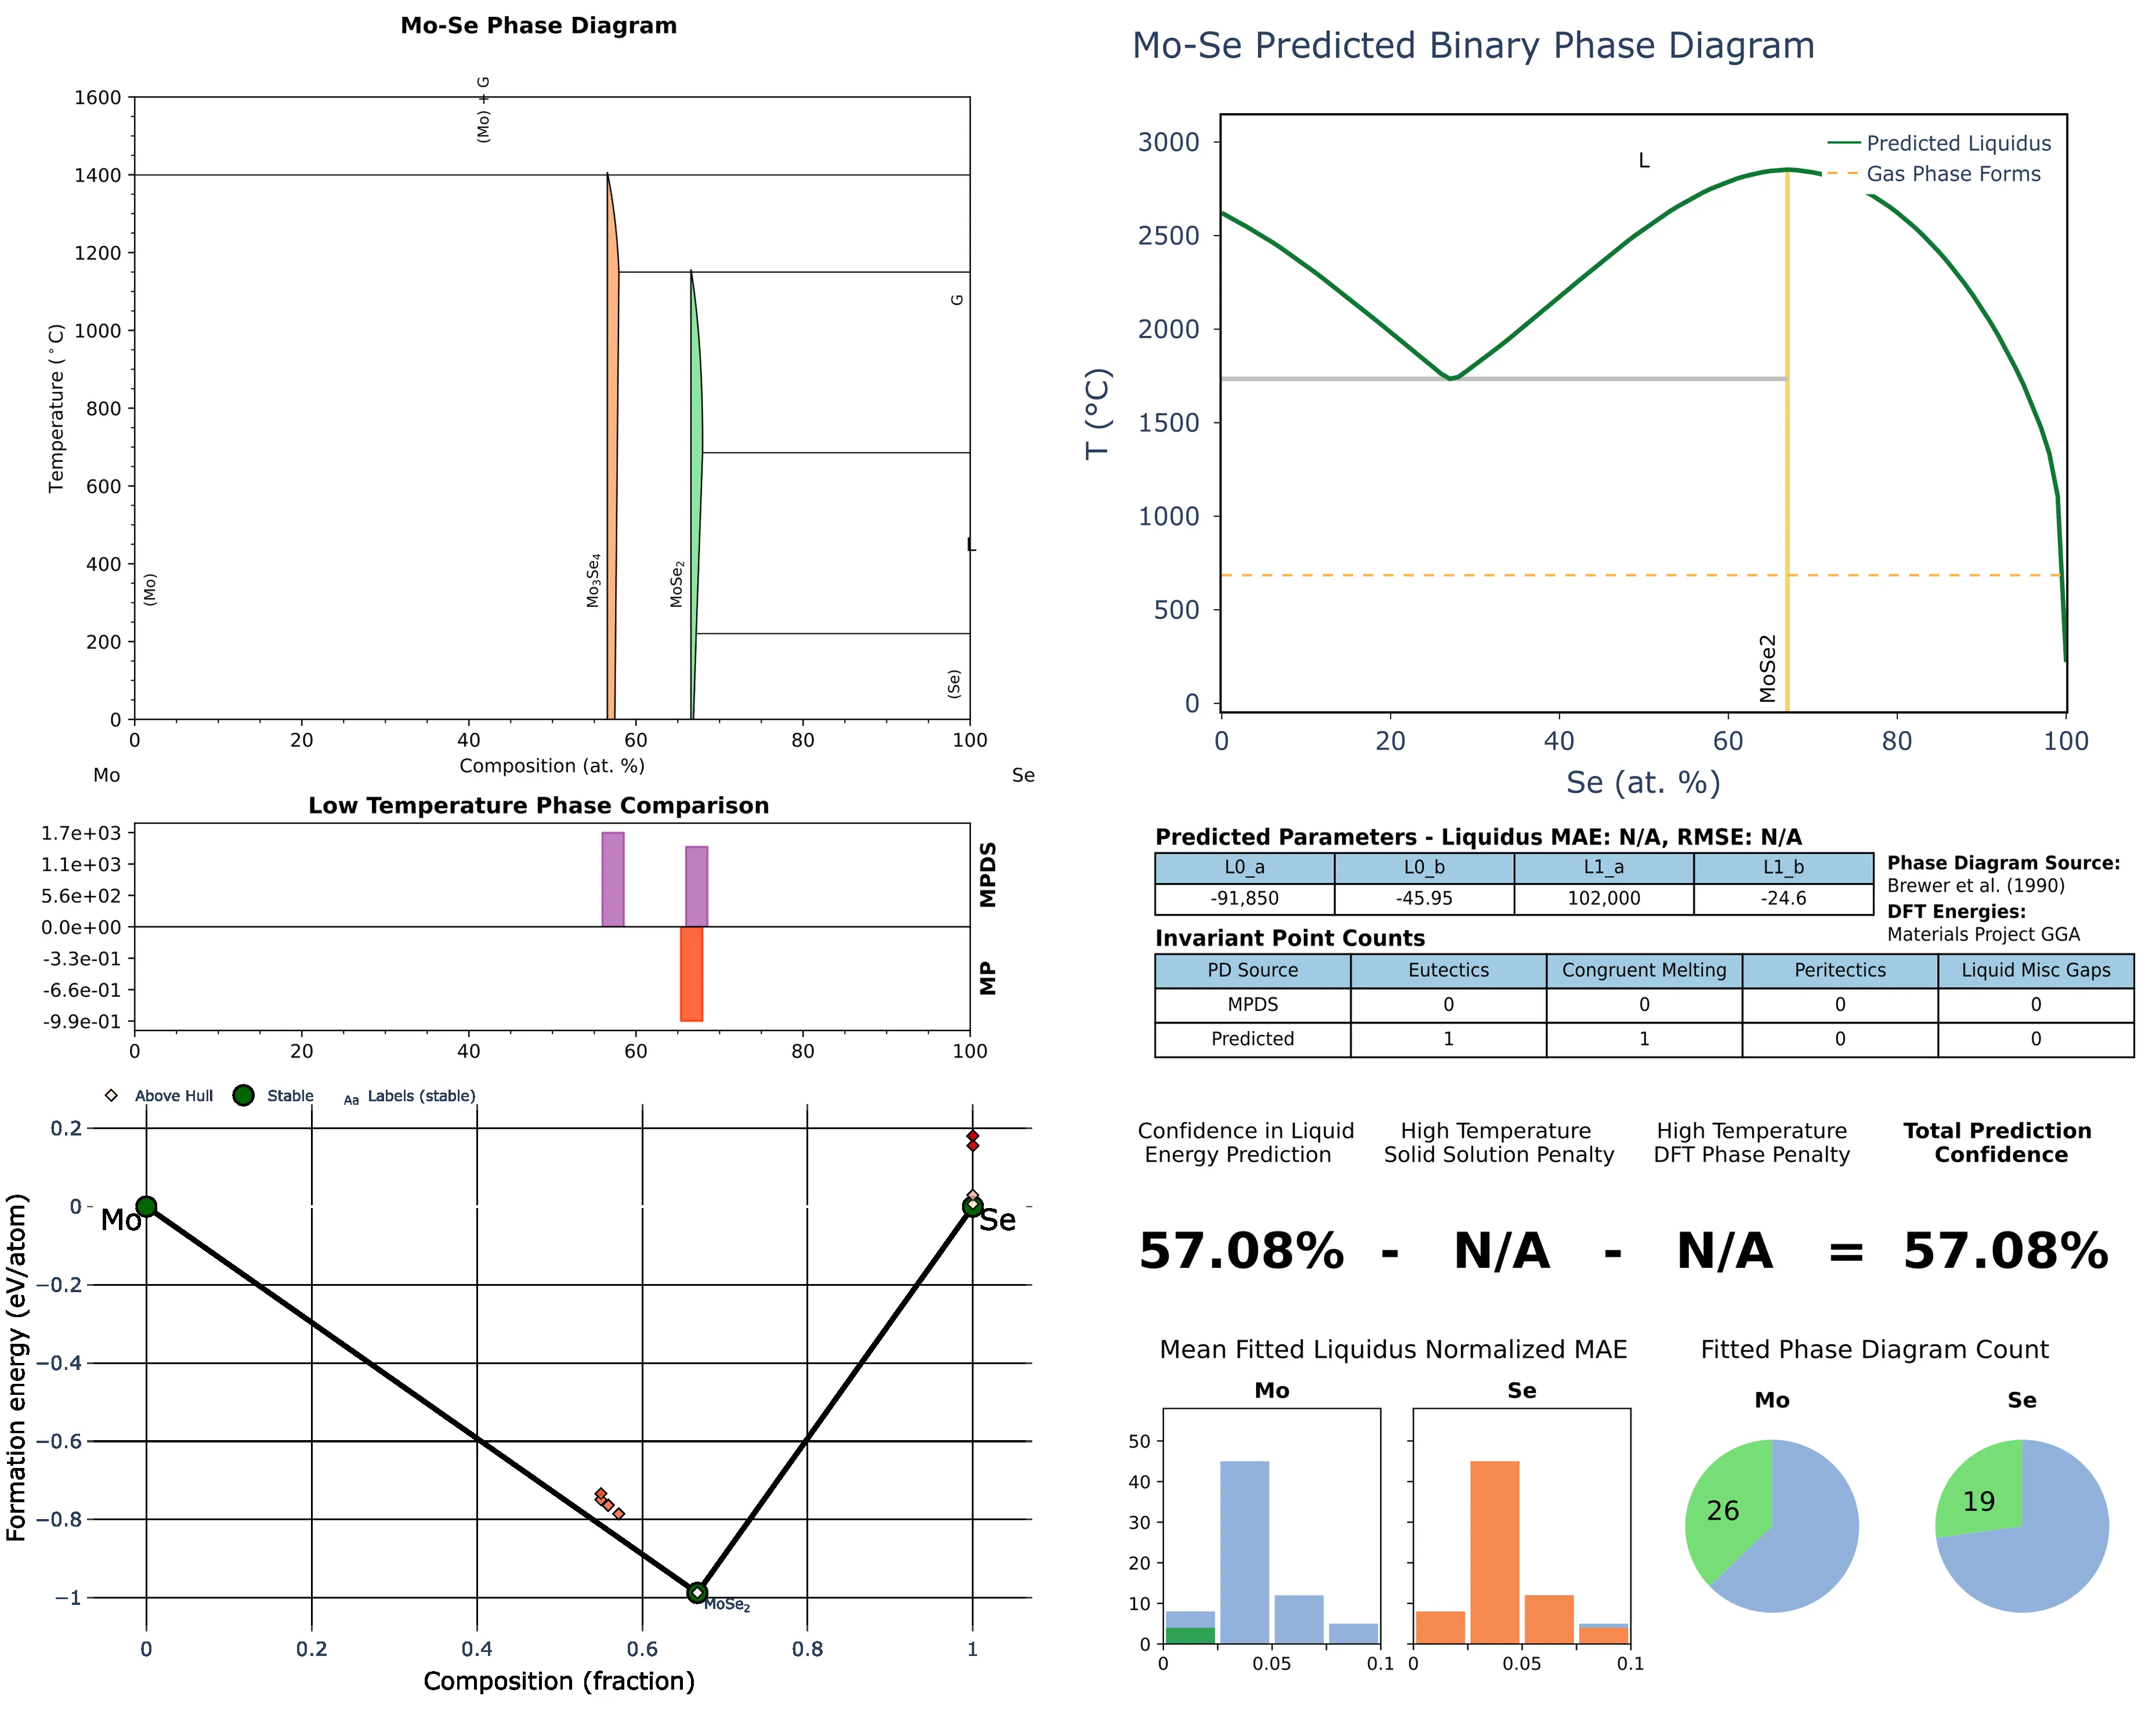 Mo-Se Phase Diagram
(Mo) + G
1600
1400
1200
1000
800
600
400
200
0
Temperature (°C)
(Mo)
Mo3Se4
MoSe2
G
L
(Se)
0 20 40 60 80 100
Composition (at. %)
Mo Se
Low Temperature Phase Comparison
1.7e+03
1.1e+03
5.6e+02
0.0e+00
-3.3e-01
-6.6e-01
-9.9e-01
MPDS
MP
0 20 40 60 80 100
Above Hull Stable Aa Labels (stable)
0.2
0
−0.2
−0.4
−0.6
−0.8
−1
Formation energy (eV/atom)
Mo Se
MoSe2
0 0.2 0.4 0.6 0.8 1
Composition (fraction)
Mo-Se Predicted Binary Phase Diagram
3000
2500
2000
1500
1000
500
0
T (°C)
L
Predicted Liquidus
Gas Phase Forms
MoSe2
0 20 40 60 80 100
Se (at. %)
Predicted Parameters - Liquidus MAE: N/A, RMSE: N/A
L0_a L0_b L1_a L1_b
-91,850 -45.95 102,000 -24.6
Phase Diagram Source:
Brewer et al. (1990)
DFT Energies:
Materials Project GGA
Invariant Point Counts
PD Source Eutectics Congruent Melting Peritectics Liquid Misc Gaps
MPDS 0 0 0 0
Predicted 1 1 0 0
Confidence in Liquid
Energy Prediction
High Temperature
Solid Solution Penalty
High Temperature
DFT Phase Penalty
Total Prediction
Confidence
57.08% - N/A - N/A = 57.08%
Mean Fitted Liquidus Normalized MAE
Mo Se
50
40
30
20
10
0
0 0.05 0.1 0 0.05 0.1
Fitted Phase Diagram Count
Mo Se
26 19